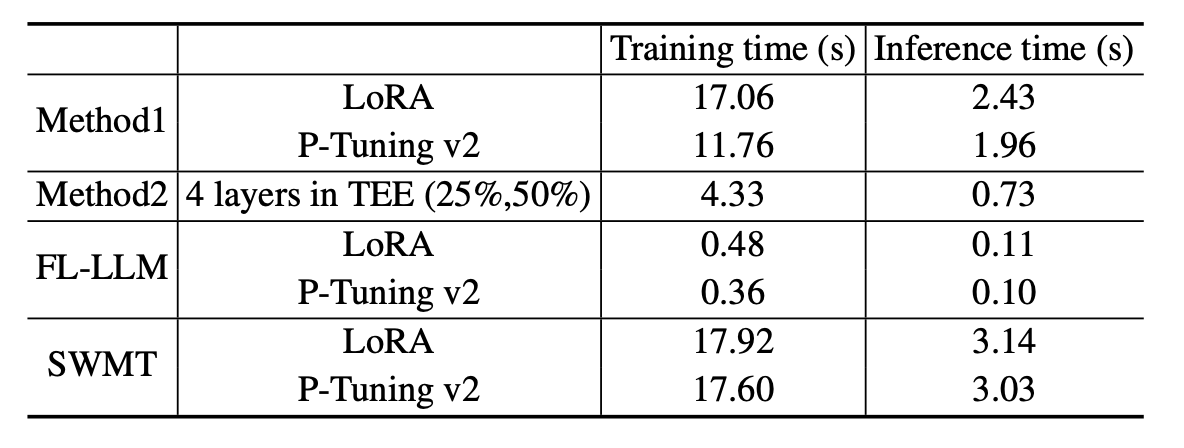 Training time (s) Inference time (s)
Method1 LoRA 17.06 2.43
P-Tuning v2 11.76 1.96
Method2 4 layers in TEE (25%,50%) 4.33 0.73
FL-LLM LoRA 0.48 0.11
P-Tuning v2 0.36 0.10
SWMT LoRA 17.92 3.14
P-Tuning v2 17.60 3.03